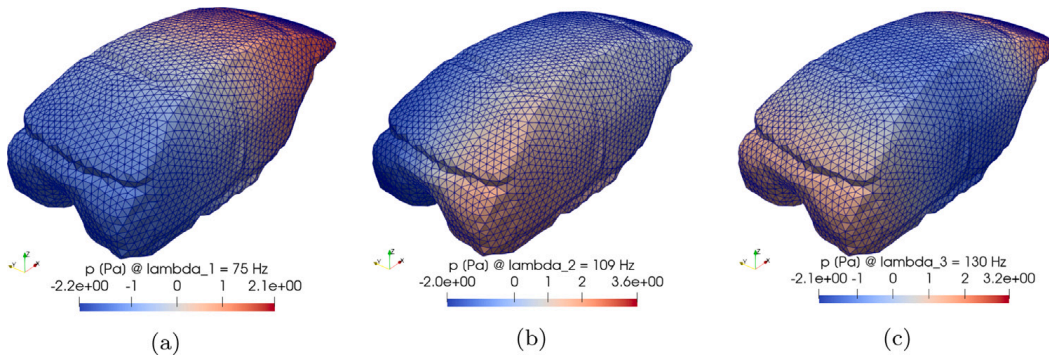 p (Pa) @ lambda_1 = 75 Hz
-2.2e+00 -1 0 1 2.1e+00
(a)
p (Pa) @ lambda_2 = 109 Hz
-2.0e+00 0 1 2 3.6e+00
(b)
p (Pa) @ lambda_3 = 130 Hz
-2.1e+00 -1 0 1 3.2e+00
(c)